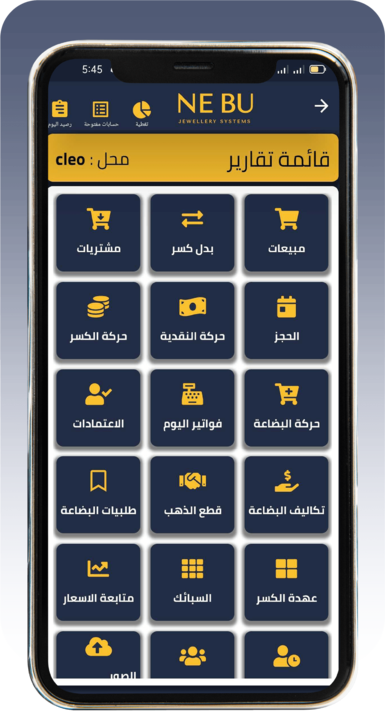 5:45
NE BU
JEWELLERY SYSTEMS
تغطية
حسابات مفتوحة
رصيد اليوم
قائمة تقارير
محل : cleo
مبيعات
بدل كسر
مشتريات
الحجز
حركة النقدية
حركة الكسر
حركة البضاعة
فواتير اليوم
الاعتمادات
تكاليف البضاعة
قطع الذهب
طلبيات البضاعة
عهدة الكسر
السبائك
متابعة الاسعار
الصور